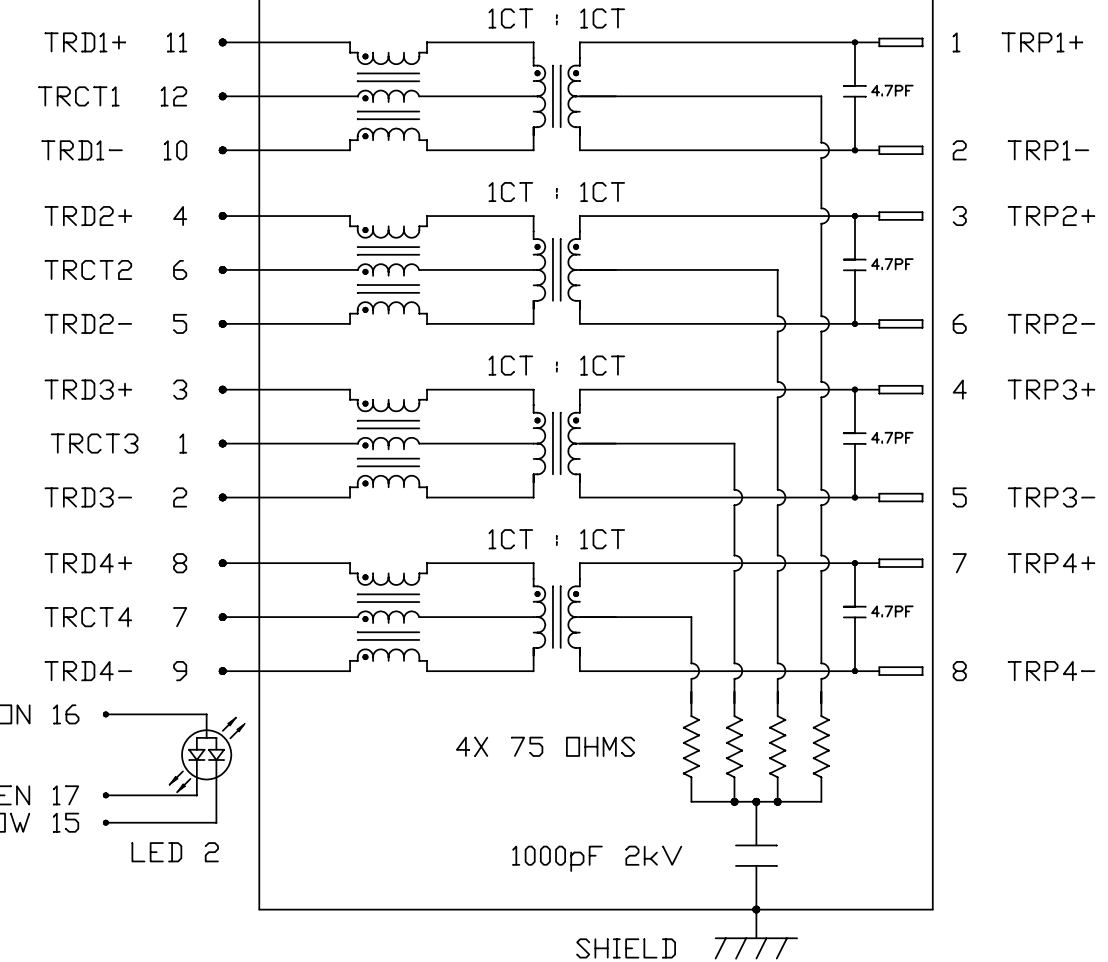 1CT : 1CT
TRD1+ 11 1 TRP1+
TRCT1 12 4.7PF
TRD1- 10 2 TRP1-
1CT : 1CT
TRD2+ 4 3 TRP2+
TRCT2 6 4.7PF
TRD2- 5 6 TRP2-
1CT : 1CT
TRD3+ 3 4 TRP3+
TRCT3 1 4.7PF
TRD3- 2 5 TRP3-
1CT : 1CT
TRD4+ 8 7 TRP4+
TRCT4 7 4.7PF
TRD4- 9 8 TRP4-
ON 16
4X 75 OHMS
EN 17
OW 15
LED 2
1000pF 2kV
SHIELD